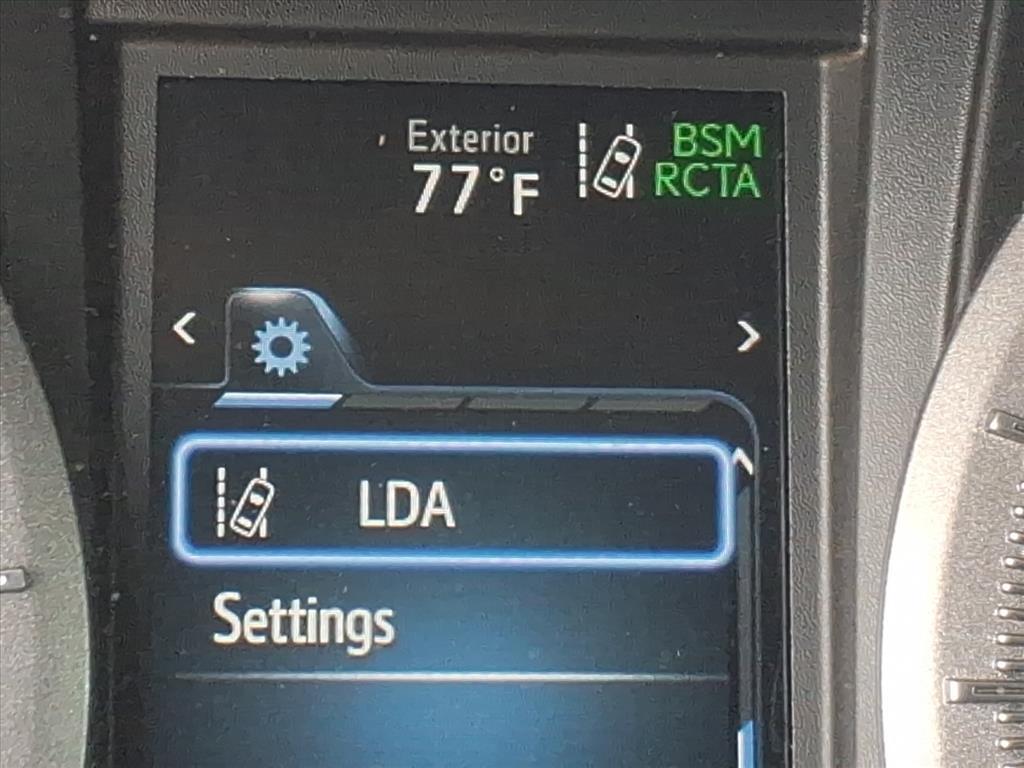 Exterior
77°F
BSM
RCTA
LDA
Settings